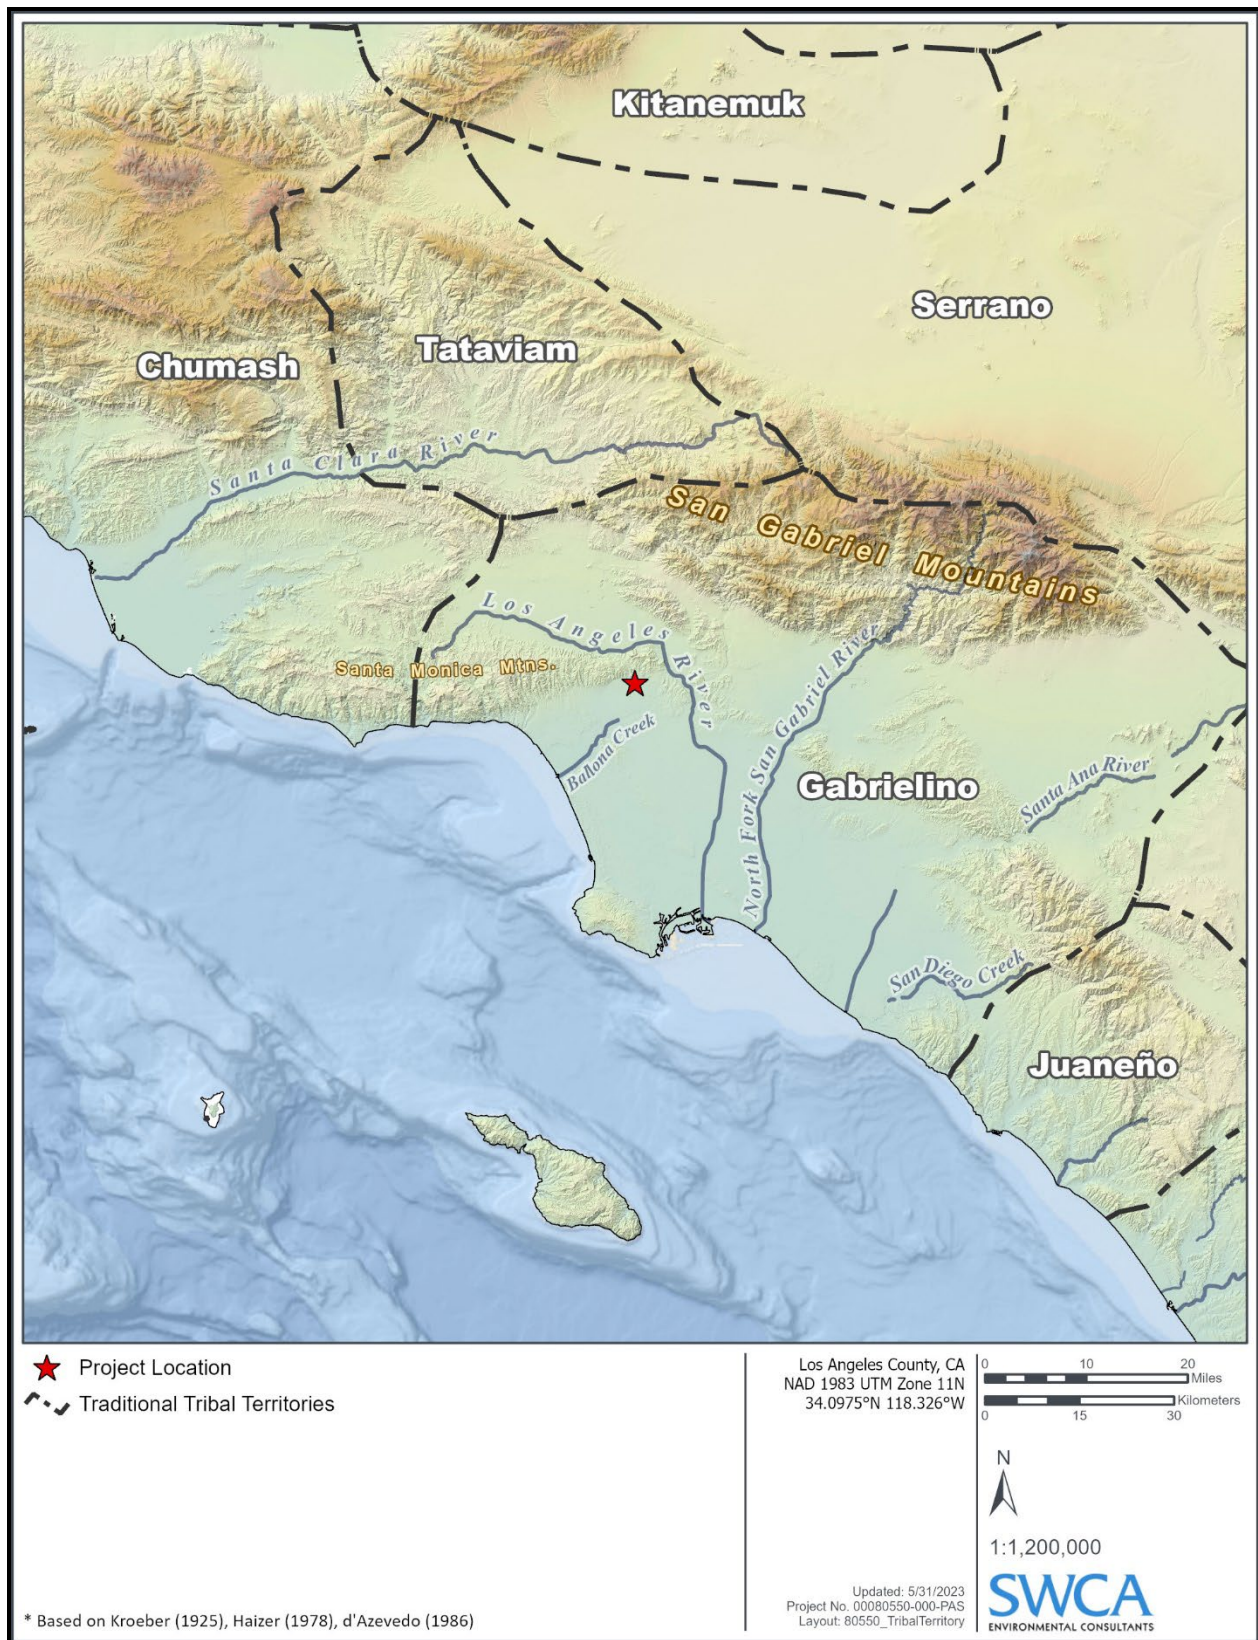 Kitanemuk
Serrano
Tataviam
Chumash
Santa Clara River
San Gabriel Mountains
Los Angeles River
Santa Monica Mtns.
Ballona Creek
North Fork San Gabriel River
Gabrielino
Santa Ana River
San Diego Creek
Juaneño
Project Location
Traditional Tribal Territories
* Based on Kroeber (1925), Haizer (1978), d'Azevedo (1986)
Los Angeles County, CA
NAD 1983 UTM Zone 11N
34.0975°N 118.326°W
Updated: 5/31/2023
Project No. 00080550-000-PAS
Layout: 80550_TribalTerritory
0 10 20
Miles
Kilometers
0 15 30
N
1:1,200,000
SWCA
ENVIRONMENTAL CONSULTANTS